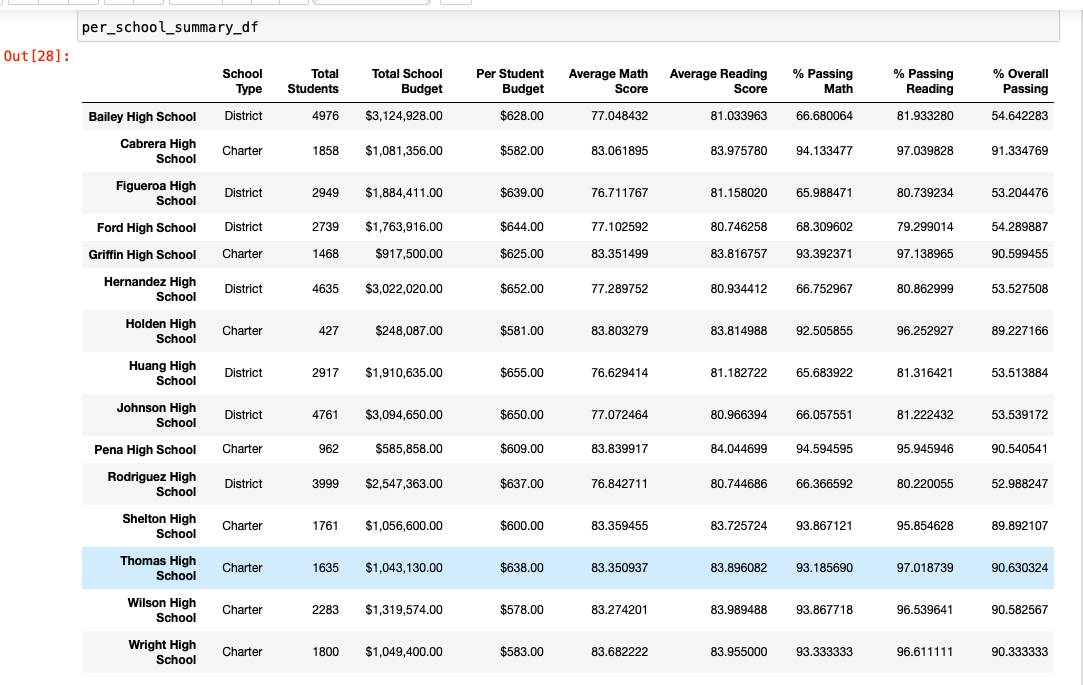 per_school_summary_df
Out[28]:
School Type Total Students Total School Budget Per Student Budget Average Math Score Average Reading Score % Passing Math % Passing Reading % Overall Passing
Bailey High School District 4976 $3,124,928.00 $628.00 77.048432 81.033963 66.680064 81.933280 54.642283
Cabrera High School Charter 1858 $1,081,356.00 $582.00 83.061895 83.975780 94.133477 97.039828 91.334769
Figueroa High School District 2949 $1,884,411.00 $639.00 76.711767 81.158020 65.988471 80.739234 53.204476
Ford High School District 2739 $1,763,916.00 $644.00 77.102592 80.746258 68.309602 79.299014 54.289887
Griffin High School Charter 1468 $917,500.00 $625.00 83.351499 83.816757 93.392371 97.138965 90.599455
Hernandez High School District 4635 $3,022,020.00 $652.00 77.289752 80.934412 66.752967 80.862999 53.527508
Holden High School Charter 427 $248,087.00 $581.00 83.803279 83.814988 92.505855 96.252927 89.227166
Huang High School District 2917 $1,910,635.00 $655.00 76.629414 81.182722 65.683922 81.316421 53.513884
Johnson High School District 4761 $3,094,650.00 $650.00 77.072464 80.966394 66.057551 81.222432 53.539172
Pena High School Charter 962 $585,858.00 $609.00 83.839917 84.044699 94.594595 95.945946 90.540541
Rodriguez High School District 3999 $2,547,363.00 $637.00 76.842711 80.744686 66.366592 80.220055 52.988247
Shelton High School Charter 1761 $1,056,600.00 $600.00 83.359455 83.725724 93.867121 95.854628 89.892107
Thomas High School Charter 1635 $1,043,130.00 $638.00 83.350937 83.896082 93.185690 97.018739 90.630324
Wilson High School Charter 2283 $1,319,574.00 $578.00 83.274201 83.989488 93.867718 96.539641 90.582567
Wright High School Charter 1800 $1,049,400.00 $583.00 83.682222 83.955000 93.333333 96.611111 90.333333